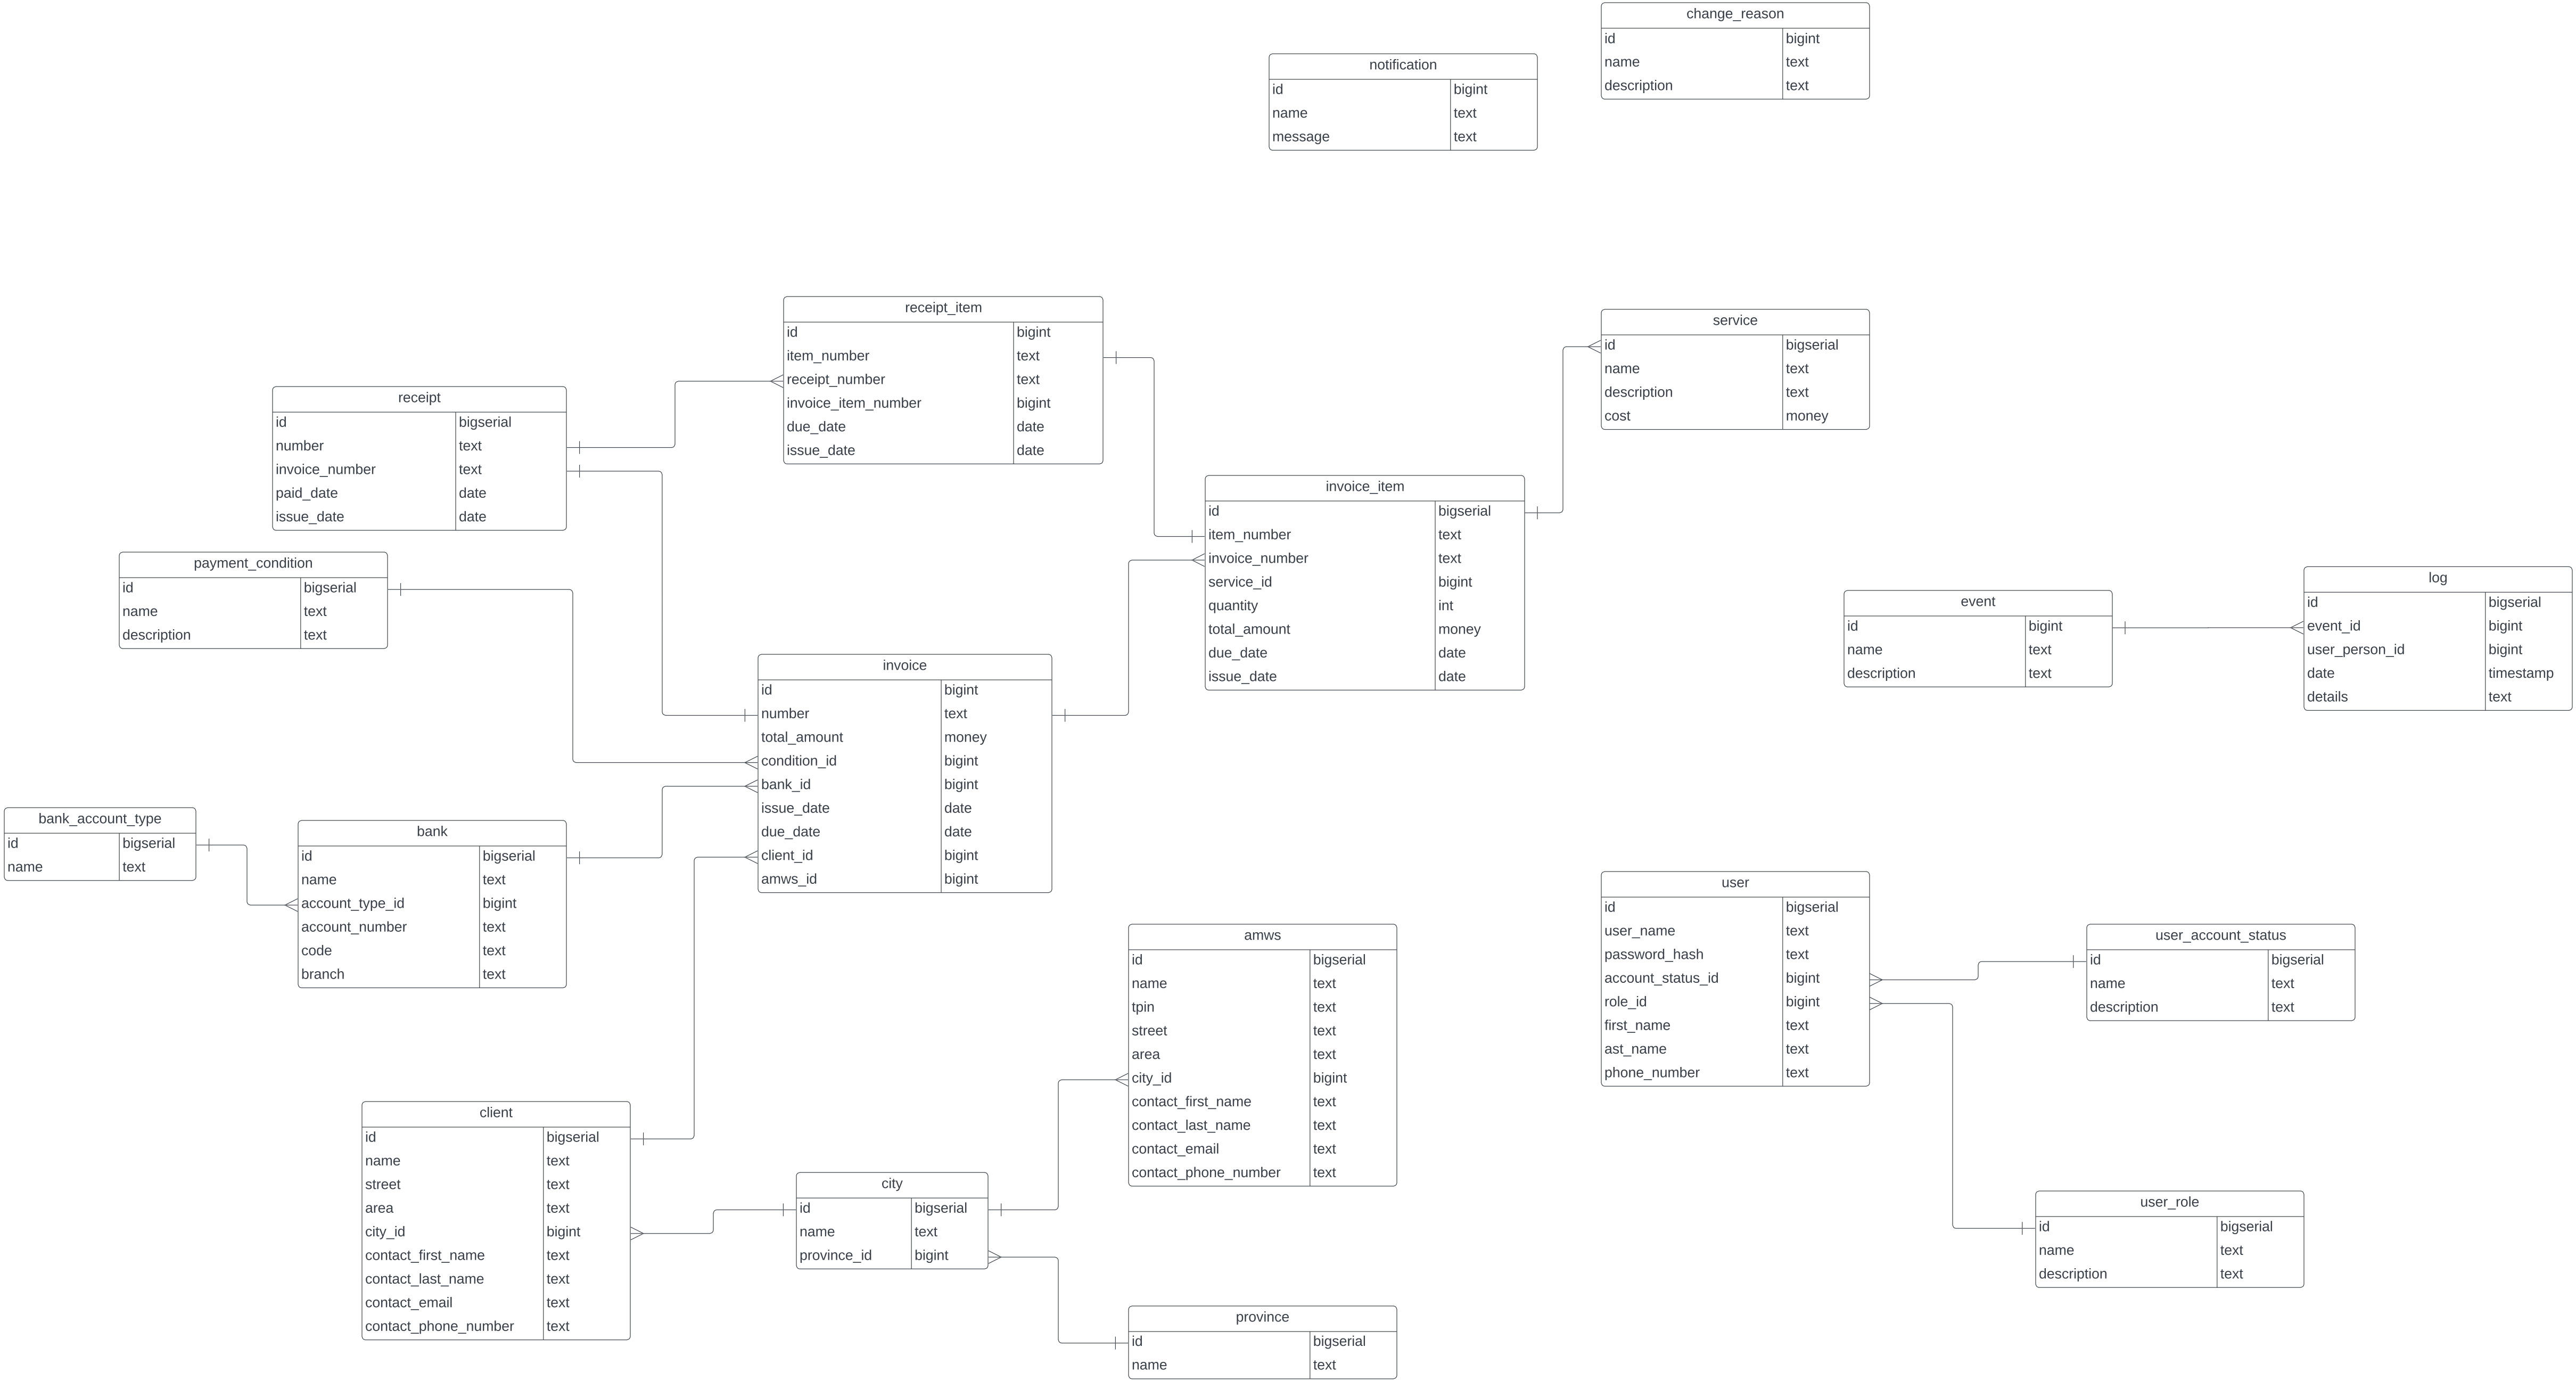 change_reason
id bigint
name text
description text
notification
id bigint
name text
message text
receipt_item
id bigint
item_number text
receipt_number text
invoice_item_number bigint
due_date date
issue_date date
service
id bigserial
name text
description text
cost money
receipt
id bigserial
number text
invoice_number text
paid_date date
issue_date date
invoice_item
id bigserial
item_number text
invoice_number text
service_id bigint
quantity int
total_amount money
due_date date
issue_date date
payment_condition
id bigserial
name text
description text
event
id bigint
name text
description text
log
id bigserial
event_id bigint
user_person_id bigint
date timestamp
details text
invoice
id bigint
number text
total_amount money
condition_id bigint
bank_id bigint
issue_date date
due_date date
client_id bigint
amws_id bigint
bank_account_type
id bigserial
name text
bank
id bigserial
name text
account_type_id bigint
account_number text
code text
branch text
user
id bigserial
user_name text
password_hash text
account_status_id bigint
role_id bigint
first_name text
ast_name text
phone_number text
amws
id bigserial
name text
tpin text
street text
area text
city_id bigint
contact_first_name text
contact_last_name text
contact_email text
contact_phone_number text
user_account_status
id bigserial
name text
description text
client
id bigserial
name text
street text
area text
city_id bigint
contact_first_name text
contact_last_name text
contact_email text
contact_phone_number text
city
id bigserial
name text
province_id bigint
user_role
id bigserial
name text
description text
province
id bigserial
name text